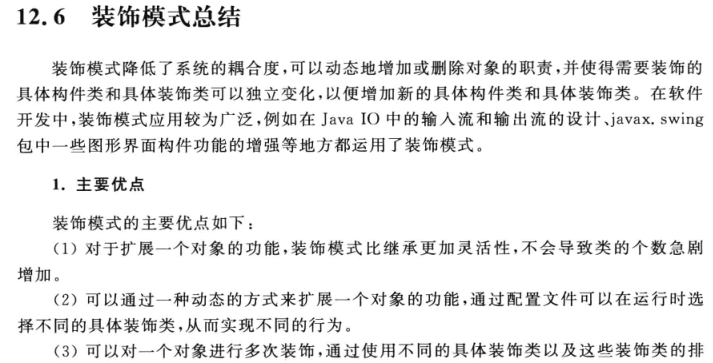 12.6 装饰模式总结
装饰模式降低了系统的耦合度,可以动态地增加或删除对象的职责,并使得需要装饰的
具体构件类和具体装饰类可以独立变化,以便增加新的具体构件类和具体装饰类。在软件
开发中,装饰模式应用较为广泛,例如在 Java IO 中的输入流和输出流的设计、javax. swing
包中一些图形界面构件功能的增强等地方都运用了装饰模式。
1. 主要优点
装饰模式的主要优点如下:
(1) 对于扩展一个对象的功能,装饰模式比继承更加灵活性,不会导致类的个数急剧
增加。
(2) 可以通过一种动态的方式来扩展一个对象的功能,通过配置文件可以在运行时选
择不同的具体装饰类,从而实现不同的行为。
(3) 可以对一个对象进行多次装饰,通过使用不同的具体装饰类以及这些装饰类的排